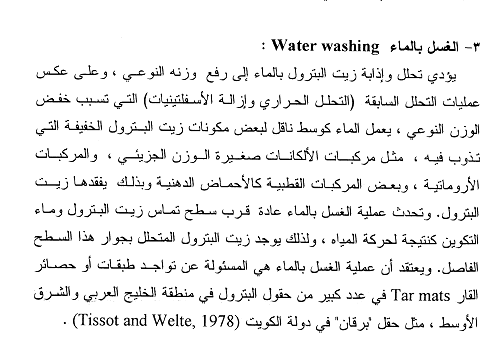 ٣- الغسل بالماء Water washing :
يؤدي تحلل وإذابة زيت البترول بالماء إلى رفع وزنه النوعي ، وعلى عكس
عمليات التحلل السابقة (التحلل الحراري وإزالة الأسفلتينيات) التي تسبب خفض
الوزن النوعي ، يعمل الماء كوسط ناقل لبعض مكونات زيت البترول الخفيفة التي
تذوب فيه ، مثل مركبات الألكانات صغيرة الوزن الجزيئي ، والمركبات
الأروماتية ، وبعض المركبات القطبية كالأحماض الدهنية وبذلك يفقدها زيت
البترول. وتحدث عملية الغسل بالماء عادة قرب سطح تماس زيت البترول وماء
التكوين كنتيجة لحركة المياه ، ولذلك يوجد زيت البترول المتحلل بجوار هذا السطح
الفاصل. ويعتقد أن عملية الغسل بالماء هي المسئولة عن تواجد طبقات أو حصائر
القار Tar mats في عدد كبير من حقول البترول في منطقة الخليج العربي والشرق
الأوسط ، مثل حقل "برقان" في دولة الكويت (Tissot and Welte, 1978) .